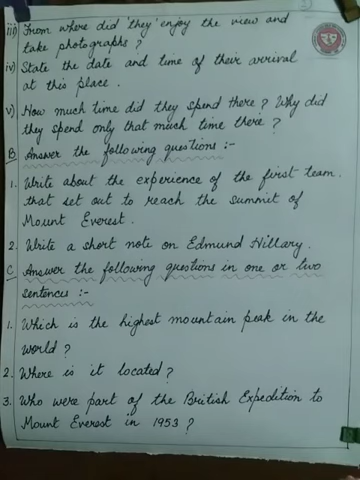 iii) From where did 'they' enjoy the view and
take photographs?
iv) State the date and time of their arrival
at this place.
v) How much time did they spend there? Why did
they spend only that much time there?
B Answer the following questions :-
1. Write about the experience of the first team
that set out to reach the summit of
Mount Everest.
2. Write a short note on Edmund Hillary.
C Answer the following questions in one or two
sentences :-
1. Which is the highest mountain peak in the
world?
2. Where is it located?
3. Who were part of the British Expedition to
Mount Everest in 1953?